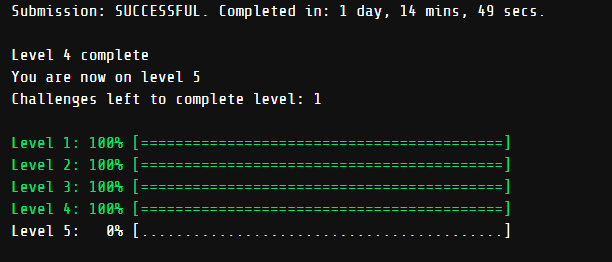 Submission: SUCCESSFUL. Completed in: 1 day, 14 mins, 49 secs.
Level 4 complete
You are now on level 5
Challenges left to complete level: 1
Level 1: 100% [==========================================]
Level 2: 100% [==========================================]
Level 3: 100% [==========================================]
Level 4: 100% [==========================================]
Level 5:   0% [..........................................]